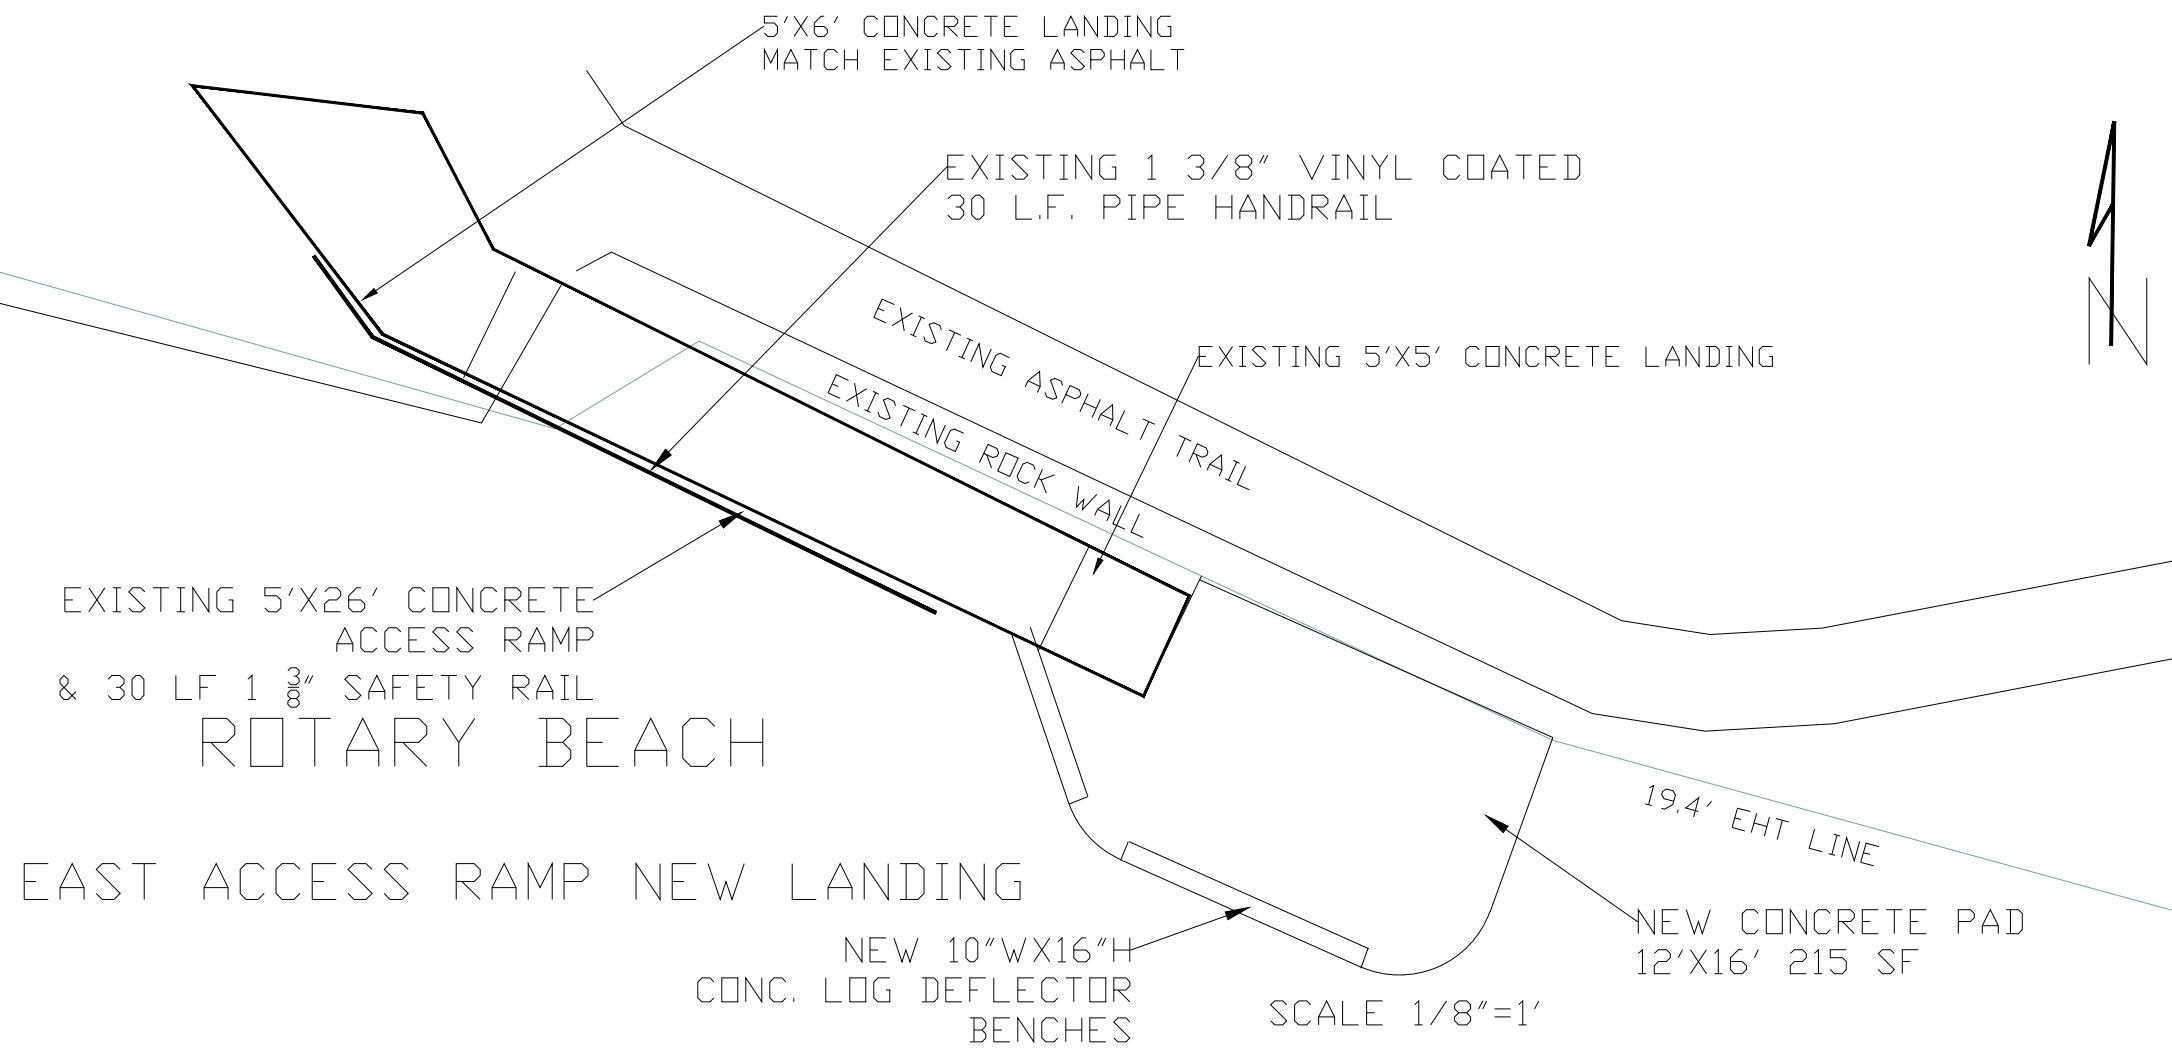 5'X6' CONCRETE LANDING
MATCH EXISTING ASPHALT
EXISTING 1 3/8" VINYL COATED
30 L.F. PIPE HANDRAIL
N
EXISTING ASPHALT TRAIL
EXISTING 5'X5' CONCRETE LANDING
EXISTING ROCK WALL
EXISTING 5'X26' CONCRETE
ACCESS RAMP
& 30 LF 1 3/8" SAFETY RAIL
ROTARY BEACH
19.4' EHT LINE
EAST ACCESS RAMP NEW LANDING
NEW 10"WX16"H
CONC. LOG DEFLECTOR
BENCHES
NEW CONCRETE PAD
12'X16' 215 SF
SCALE 1/8"=1'